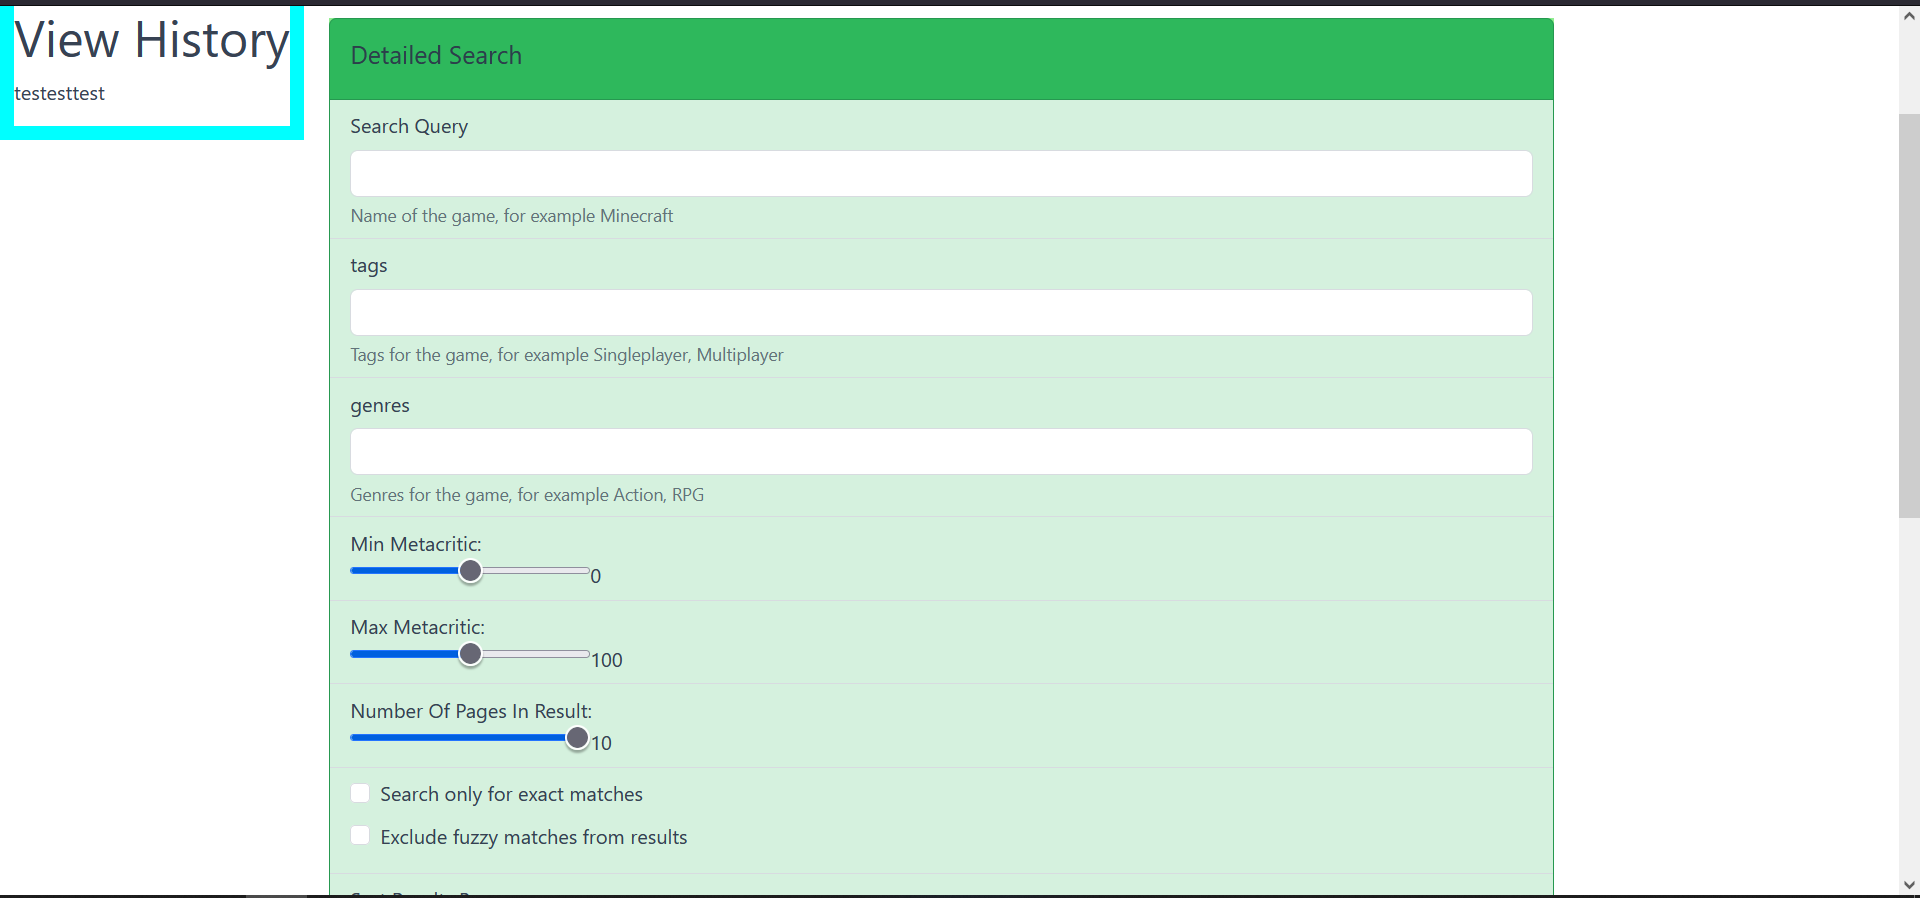 View History
testesttest
Detailed Search
Search Query
Name of the game, for example Minecraft
tags
Tags for the game, for example Singleplayer, Multiplayer
genres
Genres for the game, for example Action, RPG
Min Metacritic:
0
Max Metacritic:
100
Number Of Pages In Result:
10
Search only for exact matches
Exclude fuzzy matches from results